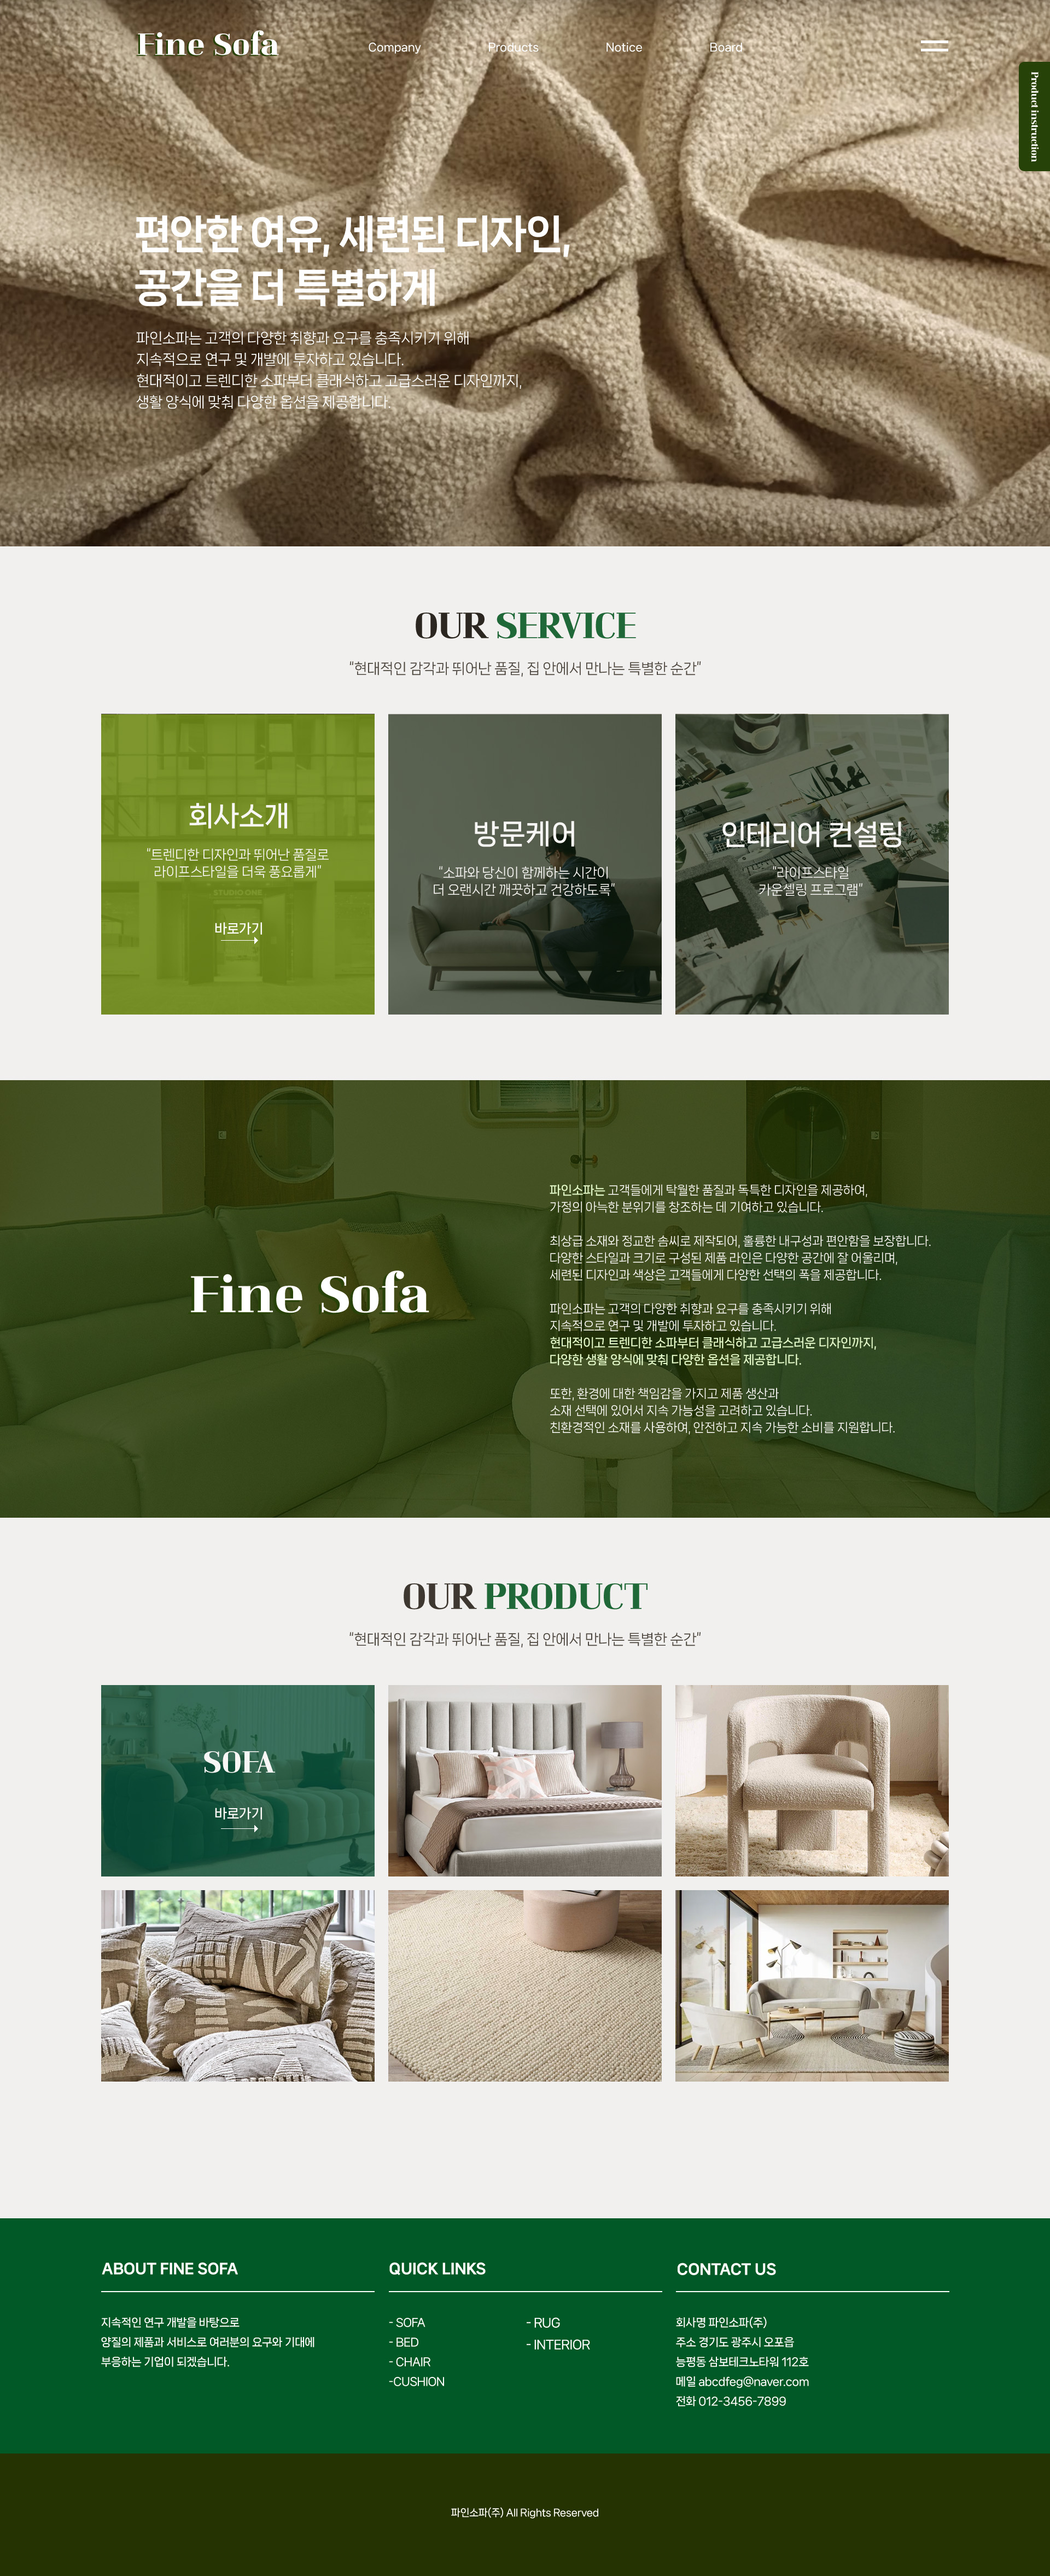 Fine Sofa
Company Products Notice Board
Product instruction
편안한 여유, 세련된 디자인,
공간을 더 특별하게
파인소파는 고객의 다양한 취향과 요구를 충족시키기 위해
지속적으로 연구 및 개발에 투자하고 있습니다.
현대적이고 트렌디한 소파부터 클래식하고 고급스러운 디자인까지,
생활 양식에 맞춰 다양한 옵션을 제공합니다.
OUR SERVICE
"현대적인 감각과 뛰어난 품질, 집 안에서 만나는 특별한 순간"
회사소개
"트렌디한 디자인과 뛰어난 품질로
라이프스타일을 더욱 풍요롭게"
STUDIO·ONE
바로가기
방문케어
"소파와 당신이 함께하는 시간이
더 오랜시간 깨끗하고 건강하도록"
인테리어 컨설팅
"라이프스타일
카운셀링 프로그램"
Fine Sofa
파인소파는 고객들에게 탁월한 품질과 독특한 디자인을 제공하여,
가정의 아늑한 분위기를 창조하는 데 기여하고 있습니다.
최상급 소재와 정교한 솜씨로 제작되어, 훌륭한 내구성과 편안함을 보장합니다.
다양한 스타일과 크기로 구성된 제품 라인은 다양한 공간에 잘 어울리며,
세련된 디자인과 색상은 고객들에게 다양한 선택의 폭을 제공합니다.
파인소파는 고객의 다양한 취향과 요구를 충족시키기 위해
지속적으로 연구 및 개발에 투자하고 있습니다.
현대적이고 트렌디한 소파부터 클래식하고 고급스러운 디자인까지,
다양한 생활 양식에 맞춰 다양한 옵션을 제공합니다.
또한, 환경에 대한 책임감을 가지고 제품 생산과
소재 선택에 있어서 지속 가능성을 고려하고 있습니다.
친환경적인 소재를 사용하여, 안전하고 지속 가능한 소비를 지원합니다.
OUR PRODUCT
"현대적인 감각과 뛰어난 품질, 집 안에서 만나는 특별한 순간"
SOFA
바로가기
ABOUT FINE SOFA
지속적인 연구 개발을 바탕으로
양질의 제품과 서비스로 여러분의 요구와 기대에
부응하는 기업이 되겠습니다.
QUICK LINKS
- SOFA
- BED
- CHAIR
-CUSHION
- RUG
- INTERIOR
CONTACT US
회사명 파인소파(주)
주소 경기도 광주시 오포읍
능평동 삼보테크노타워 112호
메일 abcdfeg@naver.com
전화 012-3456-7899
파인소파(주) All Rights Reserved